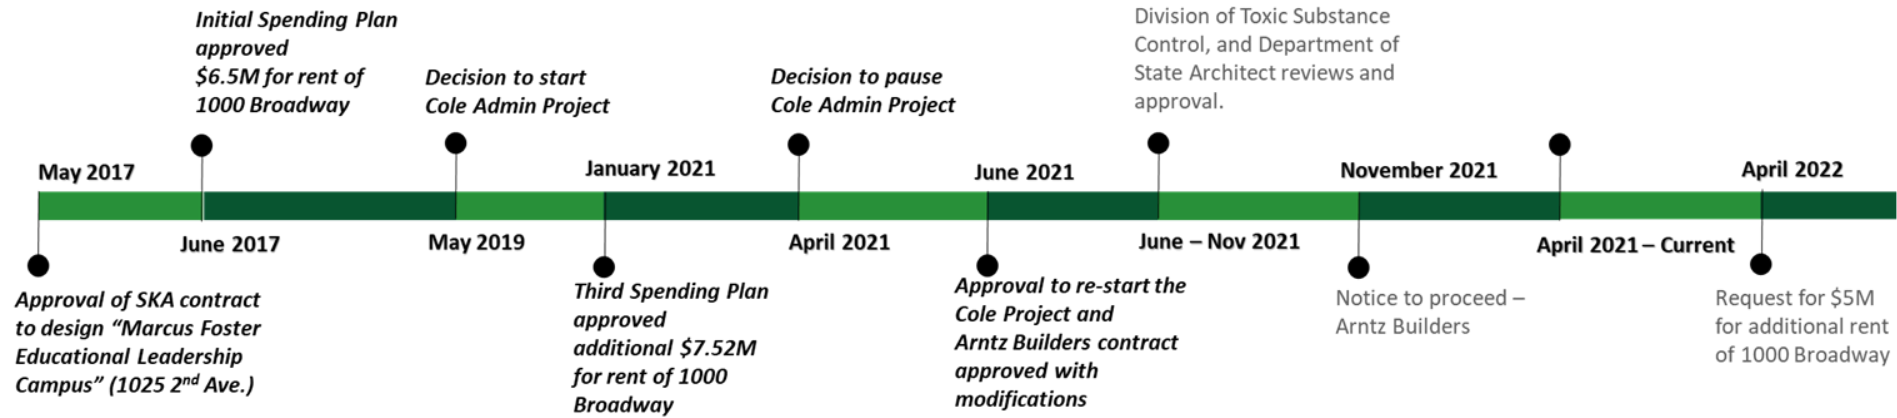 Initial Spending Plan
approved
$6.5M for rent of
1000 Broadway
Decision to start
Cole Admin Project
Decision to pause
Cole Admin Project
Division of Toxic Substance
Control, and Department of
State Architect reviews and
approval.
May 2017
January 2021
June 2021
November 2021
April 2022
June 2017
May 2019
April 2021
June – Nov 2021
April 2021 – Current
Approval of SKA contract
to design “Marcus Foster
Educational Leadership
Campus” (1025 2nd Ave.)
Third Spending Plan
approved
additional $7.52M
for rent of 1000
Broadway
Approval to re-start the
Cole Project and
Arntz Builders contract
approved with
modifications
Notice to proceed –
Arntz Builders
Request for $5M
for additional rent
of 1000 Broadway